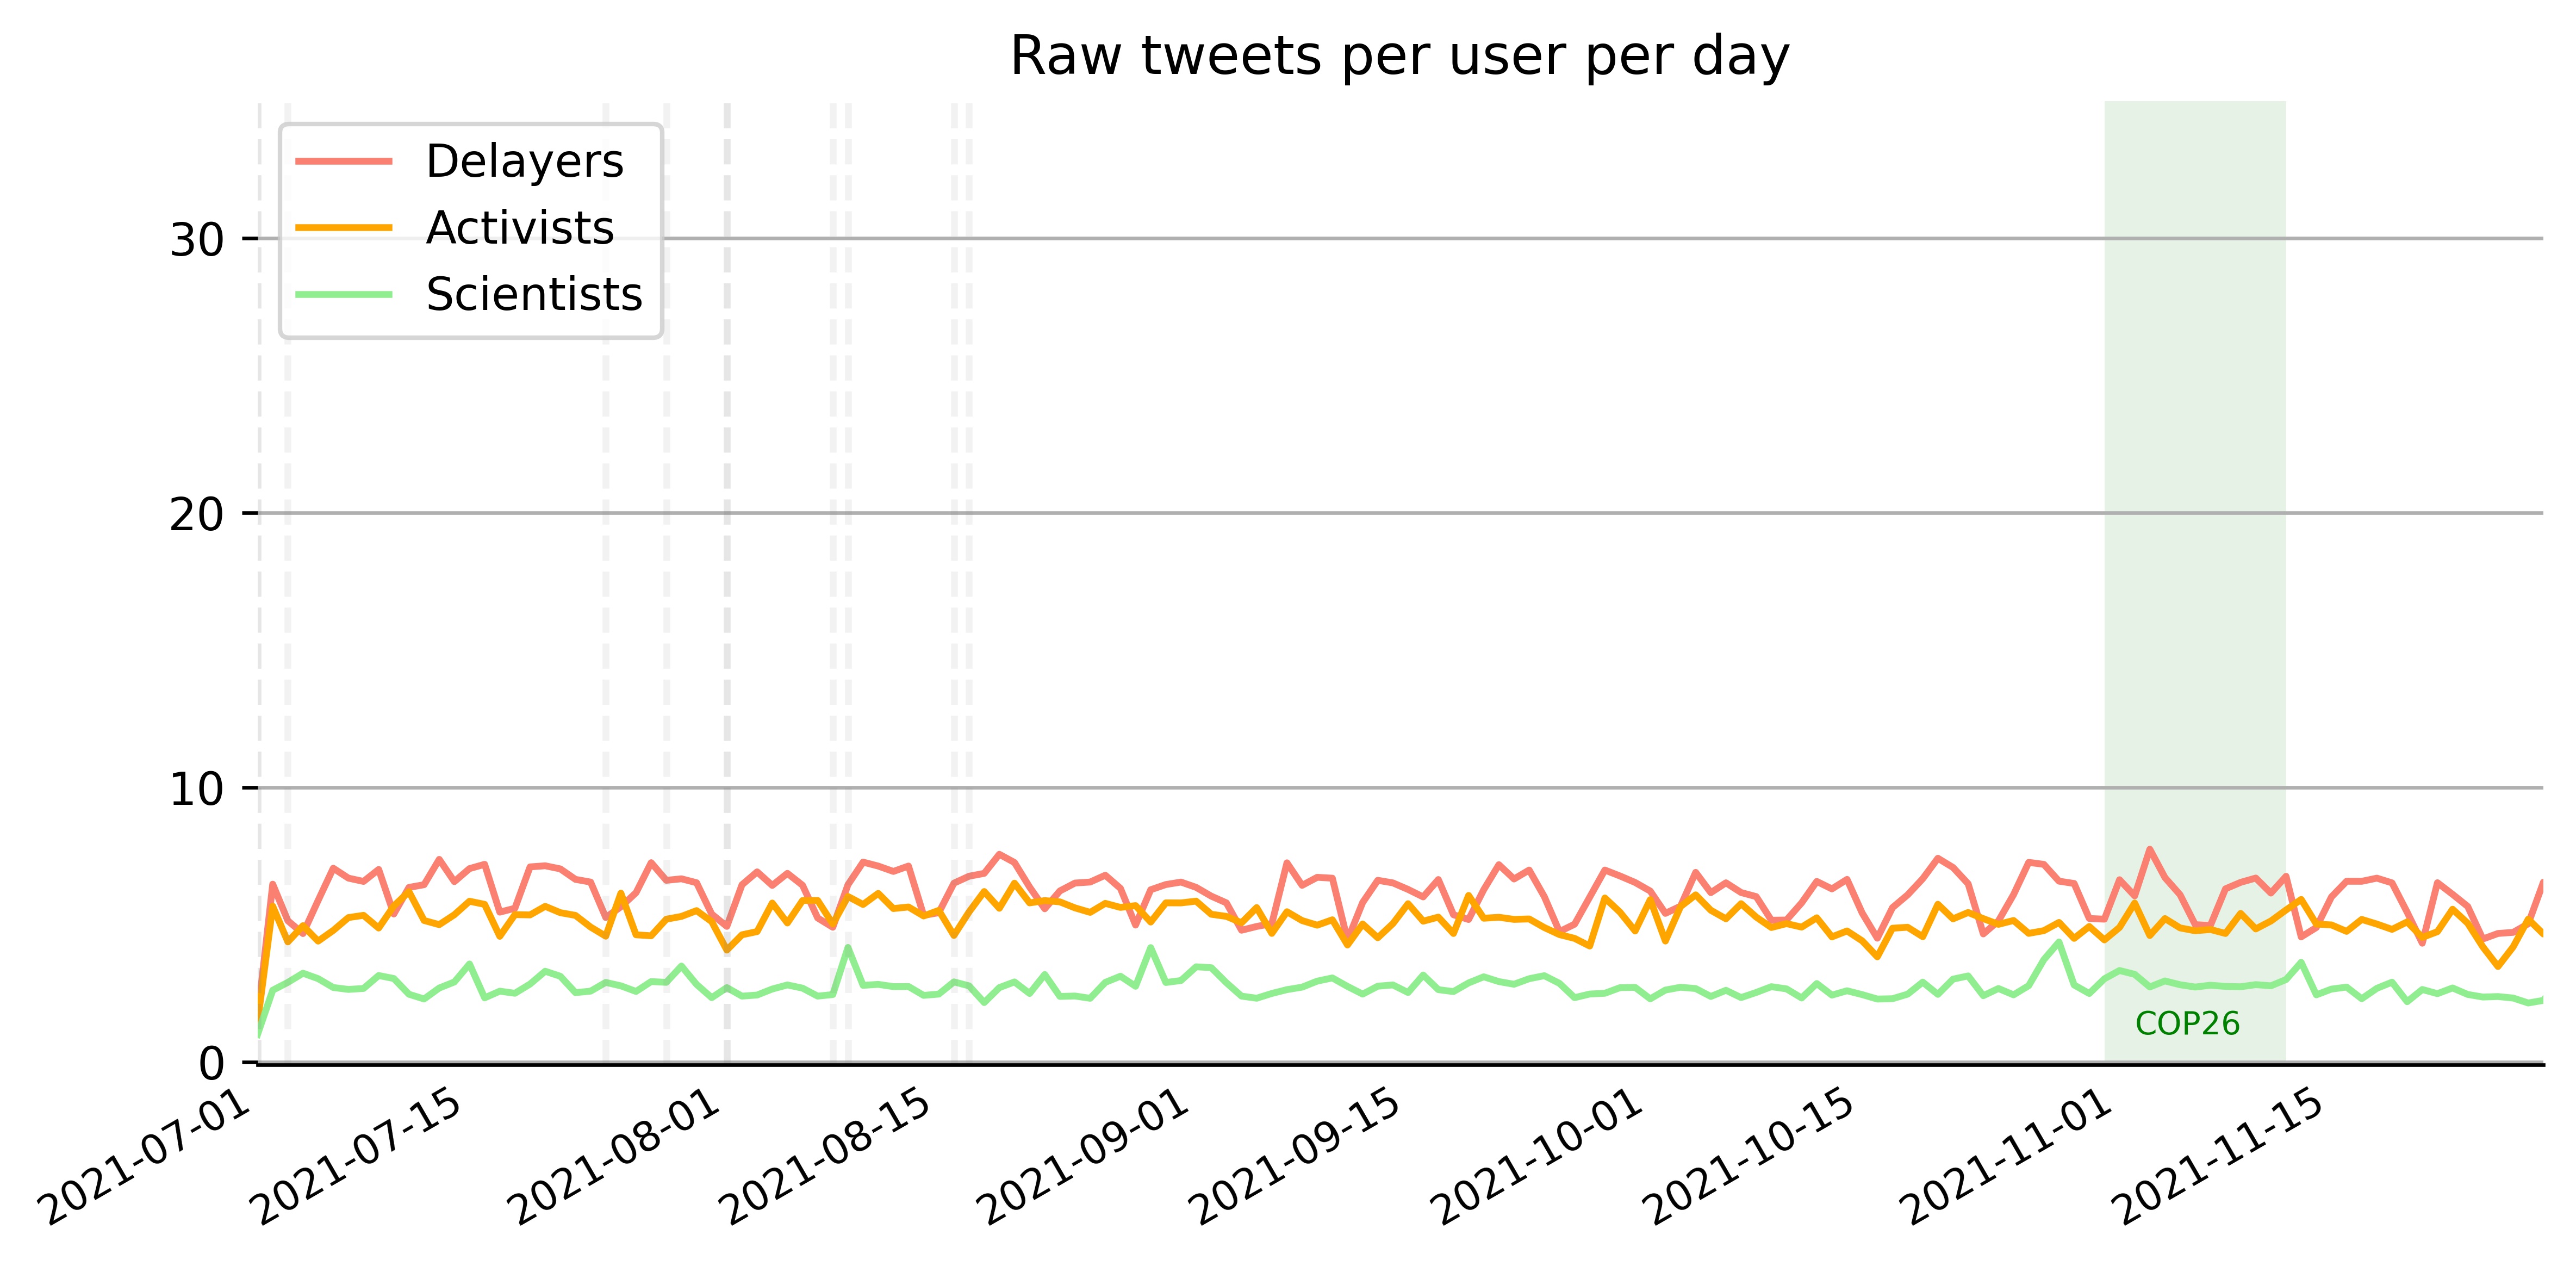 Raw tweets per user per day
Delayers
Activists
Scientists
30
20
10
0
COP26
2021-07-01
2021-07-15
2021-08-01
2021-08-15
2021-09-01
2021-09-15
2021-10-01
2021-10-15
2021-11-01
2021-11-15